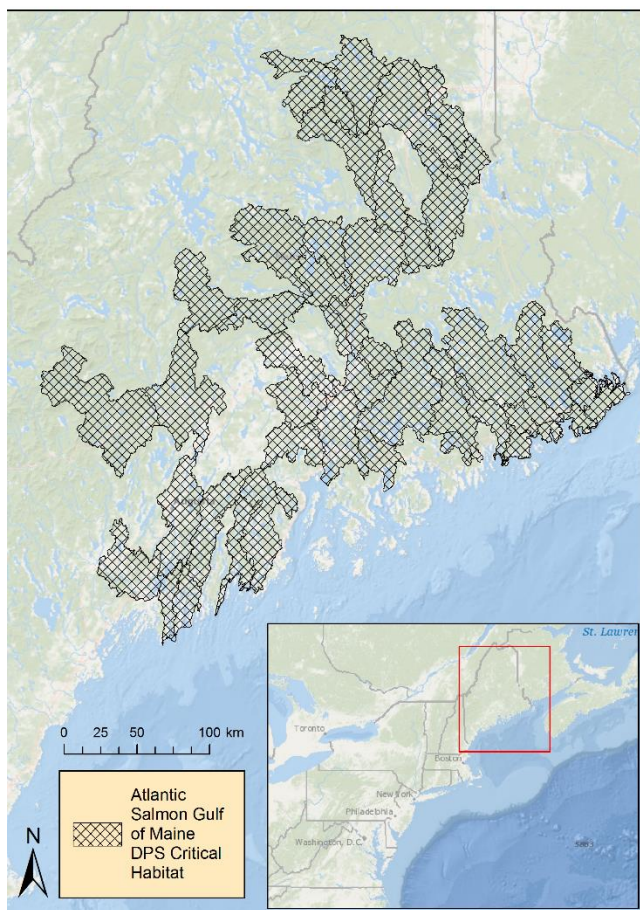 0 25 50 100 km
Atlantic
Salmon Gulf
of Maine
DPS Critical
Habitat
N
St. Lawren
Toronto
Boston
New York
Philadelphia
Washington, D.C.